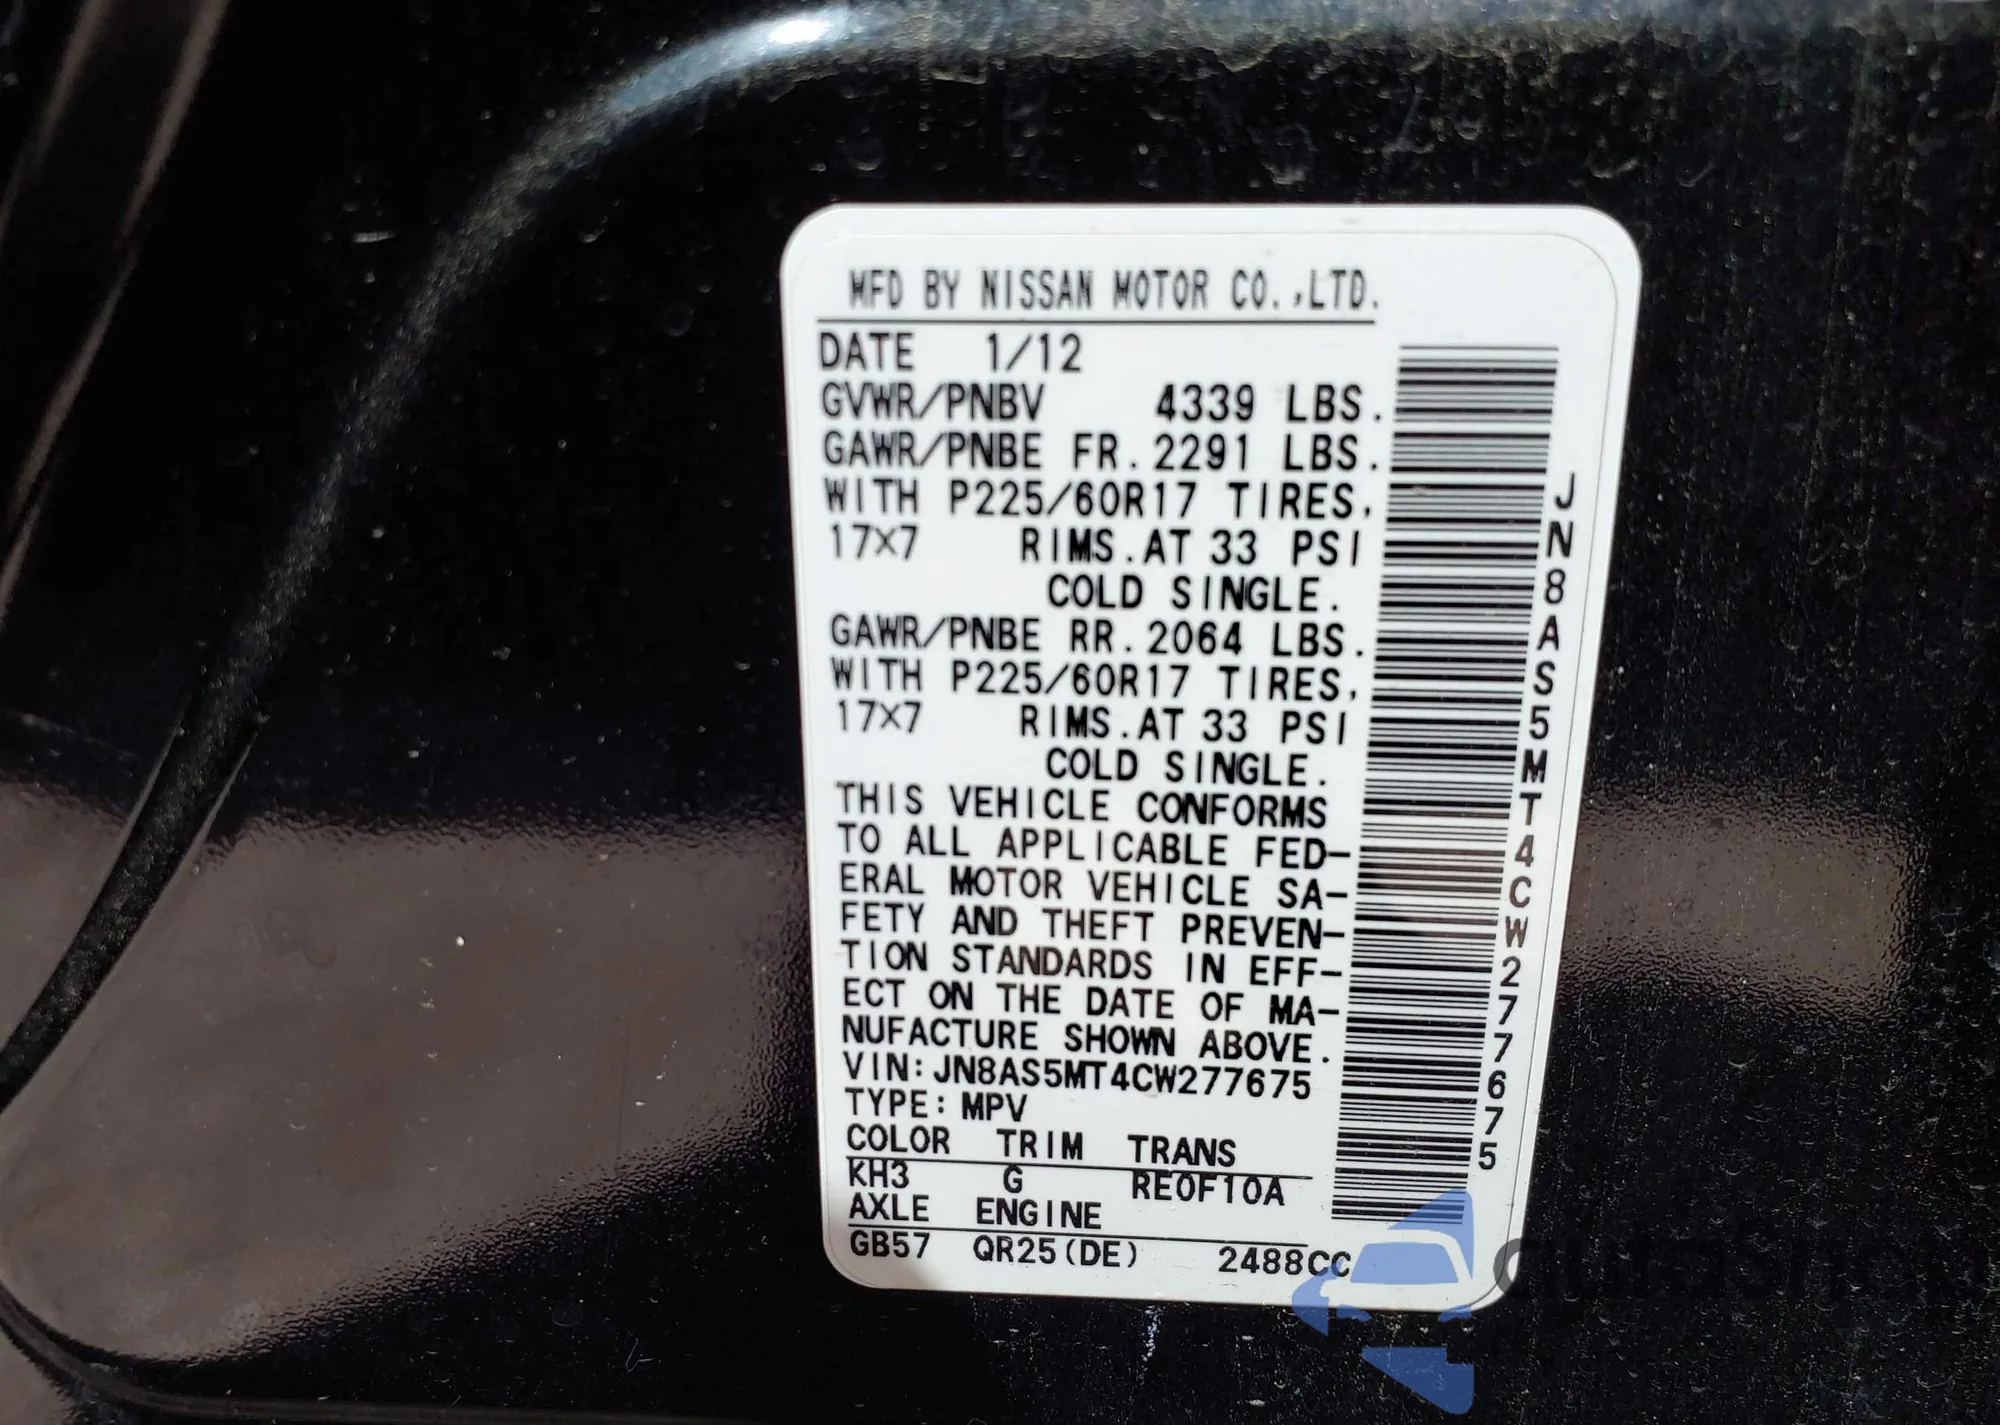 MFD BY NISSAN MOTOR CO.,LTD.
DATE 1/12
GVWR/PNBV 4339 LBS.
GAWR/PNBE FR.2291 LBS.
WITH P225/60R17 TIRES,
17×7 RIMS.AT 33 PSI
COLD SINGLE.
GAWR/PNBE RR.2064 LBS.
WITH P225/60R17 TIRES,
17×7 RIMS.AT 33 PSI
COLD SINGLE.
THIS VEHICLE CONFORMS
TO ALL APPLICABLE FED-
ERAL MOTOR VEHICLE SA-
FETY AND THEFT PREVEN-
TION STANDARDS IN EFF-
ECT ON THE DATE OF MA-
NUFACTURE SHOWN ABOVE.
VIN:JN8AS5MT4CW277675
TYPE:MPV
COLOR TRIM TRANS
KH3 G RE0F10A
AXLE ENGINE
GB57 QR25(DE) 2488CC
JN8AS5MT4CW277675